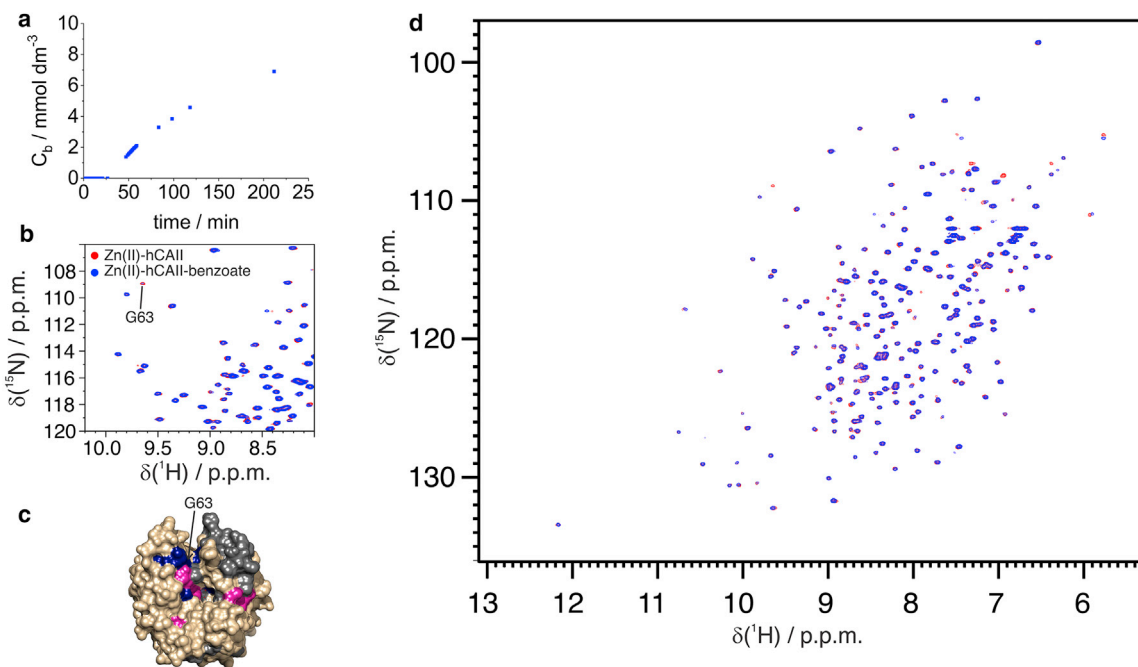 a
10
8
6
4
2
0
C_b / mmol dm⁻³
0
50
100
150
200
250
time / min
b
Zn(II)-hCAII
Zn(II)-hCAII-benzoate
G63
108
110
112
114
116
118
120
δ(¹⁵N) / p.p.m.
10.0
9.5
9.0
8.5
δ(¹H) / p.p.m.
c
G63
d
100
110
120
130
δ(¹⁵N) / p.p.m.
13
12
11
10
9
8
7
6
δ(¹H) / p.p.m.